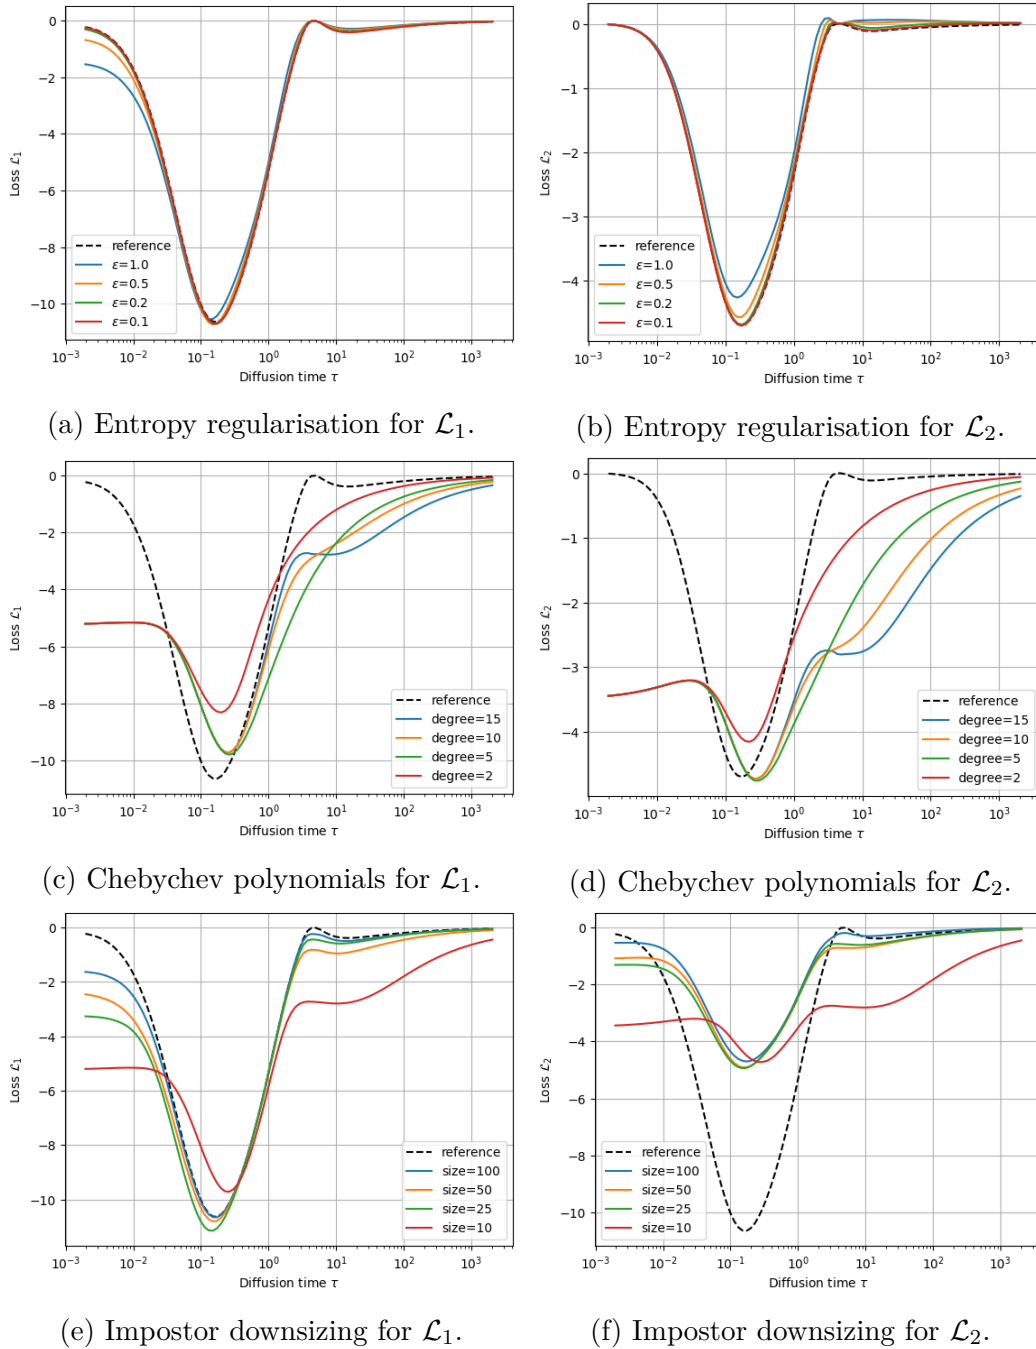 0
−2
−4
−6
−8
−10
Loss ℒ₁
reference
ε=1.0
ε=0.5
ε=0.2
ε=0.1
10⁻³ 10⁻² 10⁻¹ 10⁰ 10¹ 10² 10³
Diffusion time τ
(a) Entropy regularisation for ℒ₁.
0
−1
−2
−3
−4
Loss ℒ₂
reference
ε=1.0
ε=0.5
ε=0.2
ε=0.1
10⁻³ 10⁻² 10⁻¹ 10⁰ 10¹ 10² 10³
Diffusion time τ
(b) Entropy regularisation for ℒ₂.
0
−2
−4
−6
−8
−10
Loss ℒ₁
reference
degree=15
degree=10
degree=5
degree=2
10⁻³ 10⁻² 10⁻¹ 10⁰ 10¹ 10² 10³
Diffusion time τ
(c) Chebychev polynomials for ℒ₁.
0
−1
−2
−3
−4
Loss ℒ₂
reference
degree=15
degree=10
degree=5
degree=2
10⁻³ 10⁻² 10⁻¹ 10⁰ 10¹ 10² 10³
Diffusion time τ
(d) Chebychev polynomials for ℒ₂.
0
−2
−4
−6
−8
−10
Loss ℒ₁
reference
size=100
size=50
size=25
size=10
10⁻³ 10⁻² 10⁻¹ 10⁰ 10¹ 10² 10³
Diffusion time τ
(e) Impostor downsizing for ℒ₁.
0
−2
−4
−6
−8
−10
Loss ℒ₂
reference
size=100
size=50
size=25
size=10
10⁻³ 10⁻² 10⁻¹ 10⁰ 10¹ 10² 10³
Diffusion time τ
(f) Impostor downsizing for ℒ₂.